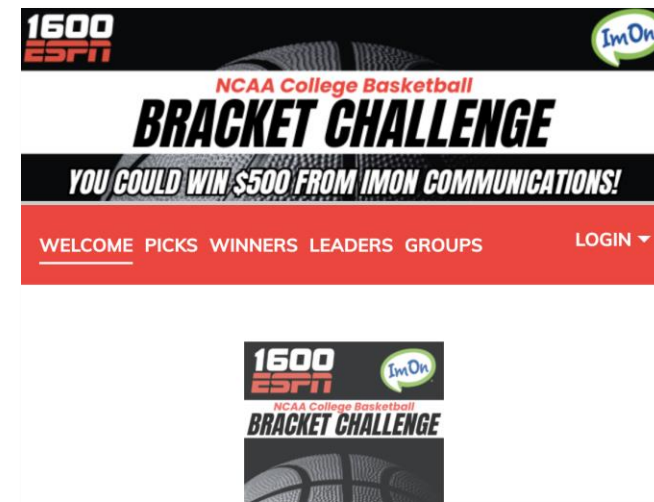 1600
ESPN
ImOn
NCAA College Basketball
BRACKET CHALLENGE
YOU COULD WIN $500 FROM IMON COMMUNICATIONS!
WELCOME PICKS WINNERS LEADERS GROUPS LOGIN
1600
ESPN
ImOn
NCAA College Basketball
BRACKET CHALLENGE